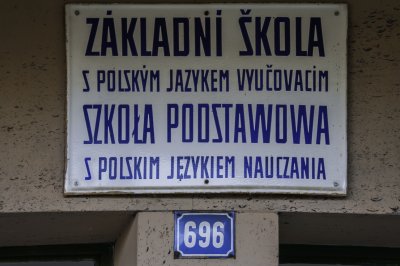 ZÁKLADNÍ ŠKOLA
S POLSKÝM JAZYKEM VYUČOVACÍM
SZKOŁA PODSTAWOWA
S POLSKIM JĘZYKIEM NAUCZANIA
696